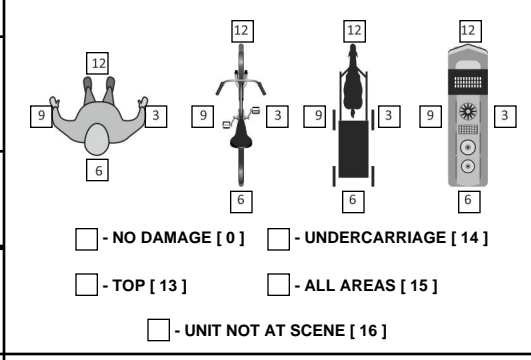 12 12 12
12
9 3 9 3 9 3 9 3
6
6 6 6
- NO DAMAGE [ 0 ] - UNDERCARRIAGE [ 14 ]
- TOP [ 13 ] - ALL AREAS [ 15 ]
- UNIT NOT AT SCENE [ 16 ]